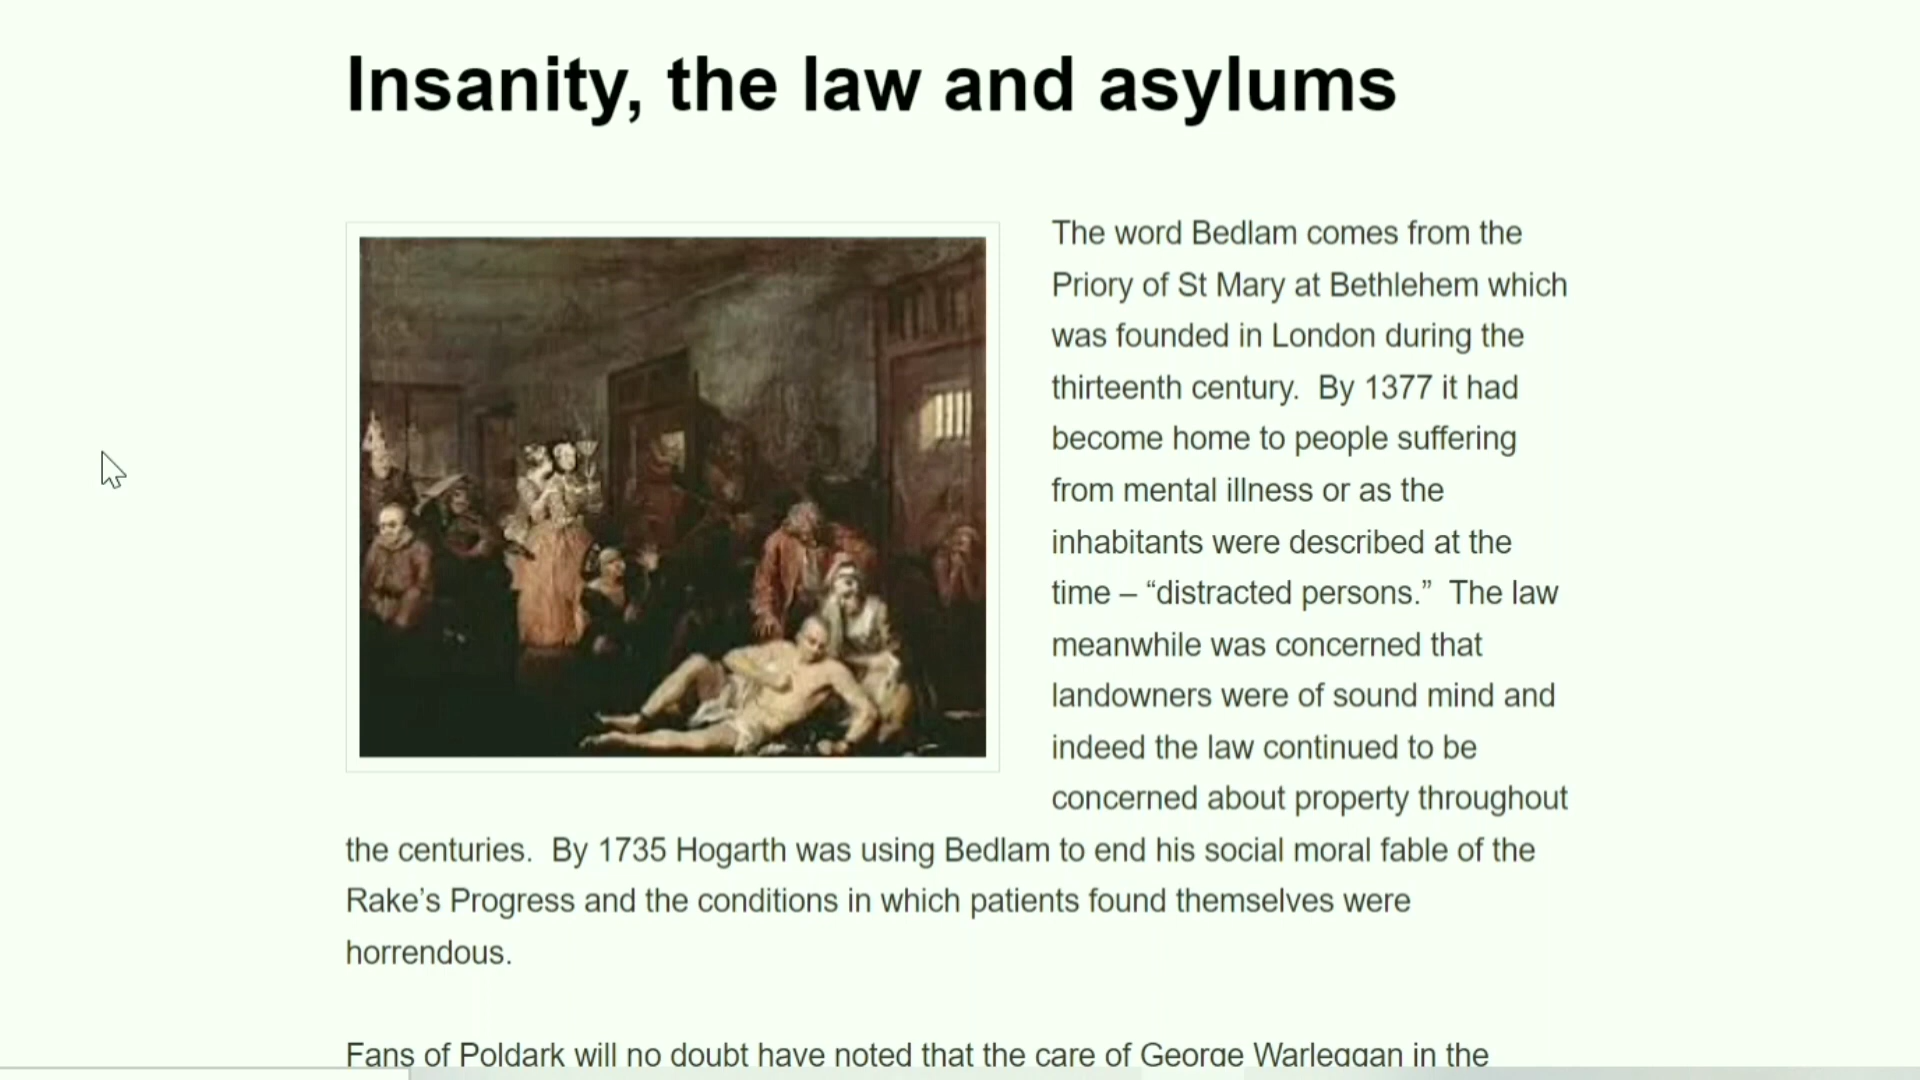 Insanity, the law and asylums
The word Bedlam comes from the
Priory of St Mary at Bethlehem which
was founded in London during the
thirteenth century.  By 1377 it had
become home to people suffering
from mental illness or as the
inhabitants were described at the
time – “distracted persons.”  The law
meanwhile was concerned that
landowners were of sound mind and
indeed the law continued to be
concerned about property throughout
the centuries.  By 1735 Hogarth was using Bedlam to end his social moral fable of the
Rake’s Progress and the conditions in which patients found themselves were
horrendous.
Fans of Poldark will no doubt have noted that the care of George Warleggan in the